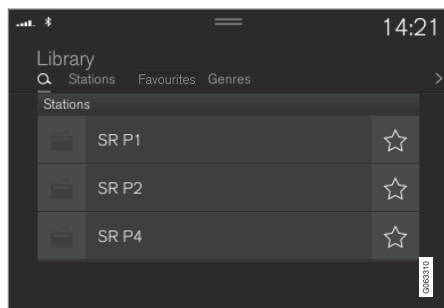 14:21
Library
Stations Favourites Genres
Stations
SR P1
SR P2
SR P4
G063310